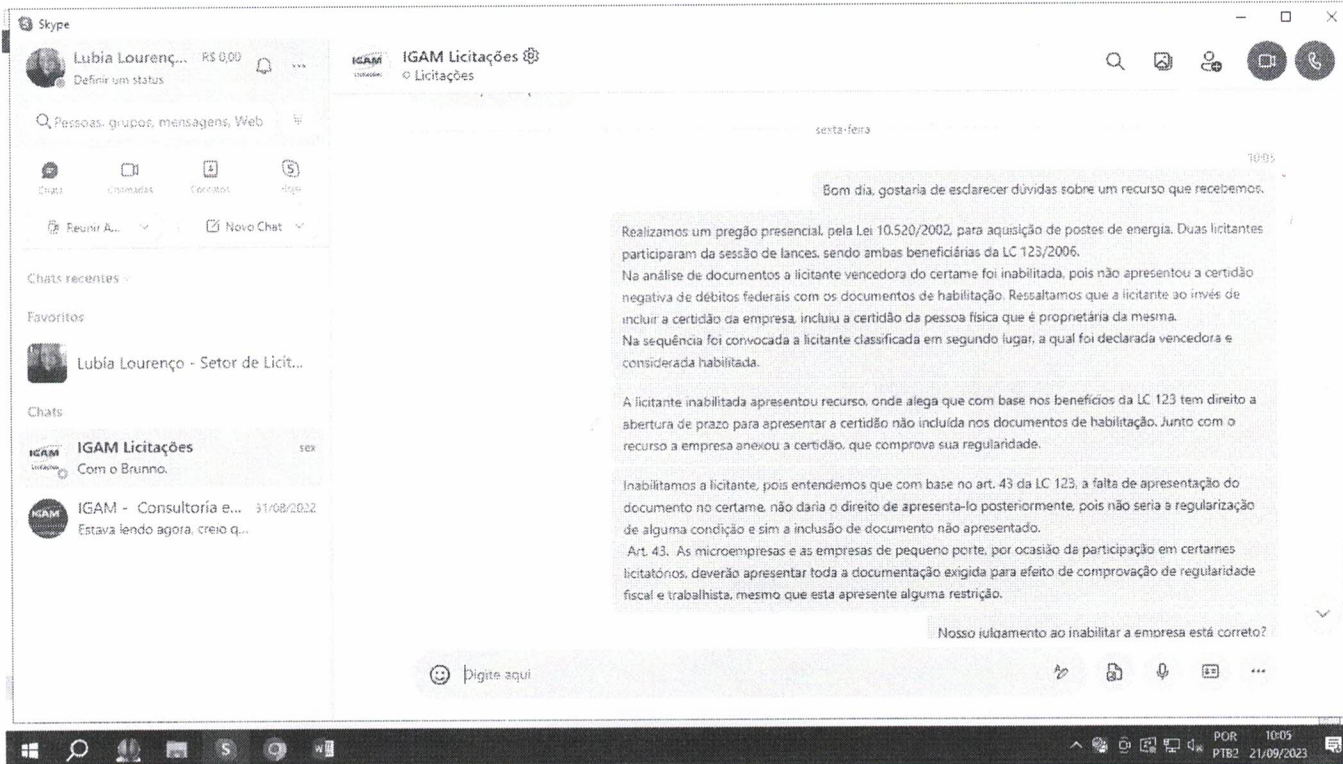 Skype
Lubía Lourenç... R$ 0,00
Definir um status
Pessoas, grupos, mensagens, Web
Chats
Chamadas
Contatos
Hoje
Reunir A...
Novo Chat
Chats recentes
Favoritos
Lubía Lourenço - Setor de Licit...
Chats
IGAM Licitações sex
Com o Brunno.
IGAM - Consultoria e... 31/08/2022
Estava lendo agora, creio q...
IGAM
IGAM Licitações
Licitações
sexta-feira
10:05
Bom dia, gostaria de esclarecer dúvidas sobre um recurso que recebemos.
Realizamos um pregão presencial, pela Lei 10.520/2002, para aquisição de postes de energia. Duas licitantes
participaram da sessão de lances, sendo ambas beneficiárias da LC 123/2006.
Na análise de documentos a licitante vencedora do certame foi inabilitada, pois não apresentou a certidão
negativa de débitos federais com os documentos de habilitação. Ressaltamos que a licitante ao invés de
incluir a certidão da empresa, incluiu a certidão da pessoa física que é proprietária da mesma.
Na sequência foi convocada a licitante classificada em segundo lugar, a qual foi declarada vencedora e
considerada habilitada.
A licitante inabilitada apresentou recurso, onde alega que com base nos benefícios da LC 123 tem direito a
abertura de prazo para apresentar a certidão não incluída nos documentos de habilitação. Junto com o
recurso a empresa anexou a certidão, que comprova sua regularidade.
Inabilitamos a licitante, pois entendemos que com base no art. 43 da LC 123, a falta de apresentação do
documento no certame, não daria o direito de apresenta-lo posteriormente, pois não seria a regularização
de alguma condição e sim a inclusão de documento não apresentado.
Art. 43. As microempresas e as empresas de pequeno porte, por ocasião da participação em certames
licitatórios, deverão apresentar toda a documentação exigida para efeito de comprovação de regularidade
fiscal e trabalhista, mesmo que esta apresente alguma restrição.
Nosso julgamento ao inabilitar a empresa está correto?
Digite aqui
POR 10:05
PTB2 21/09/2023